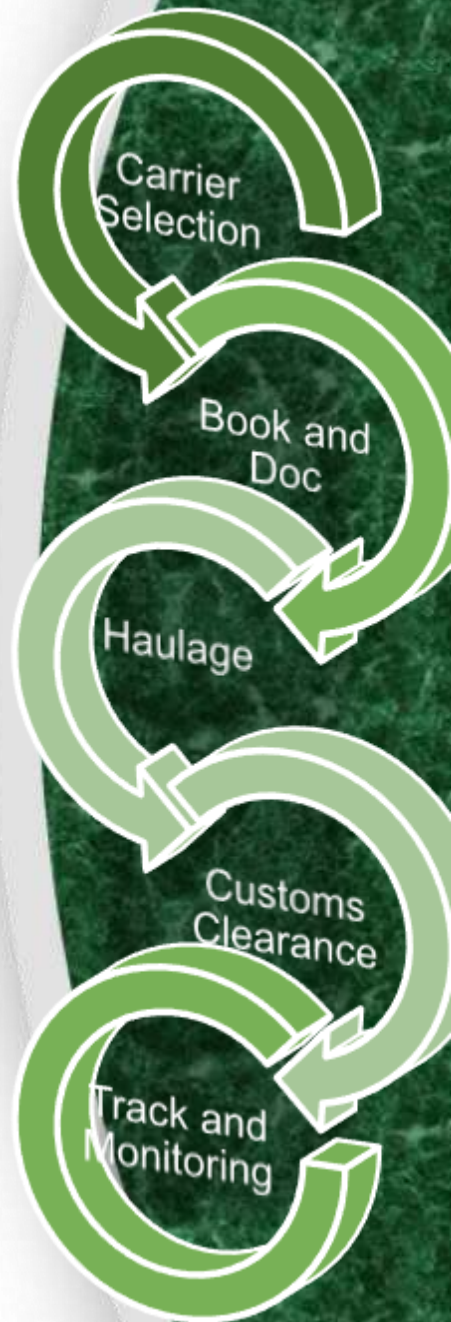 Carrier
Selection
Book and
Doc
Haulage
Customs
Clearance
Track and
Monitoring